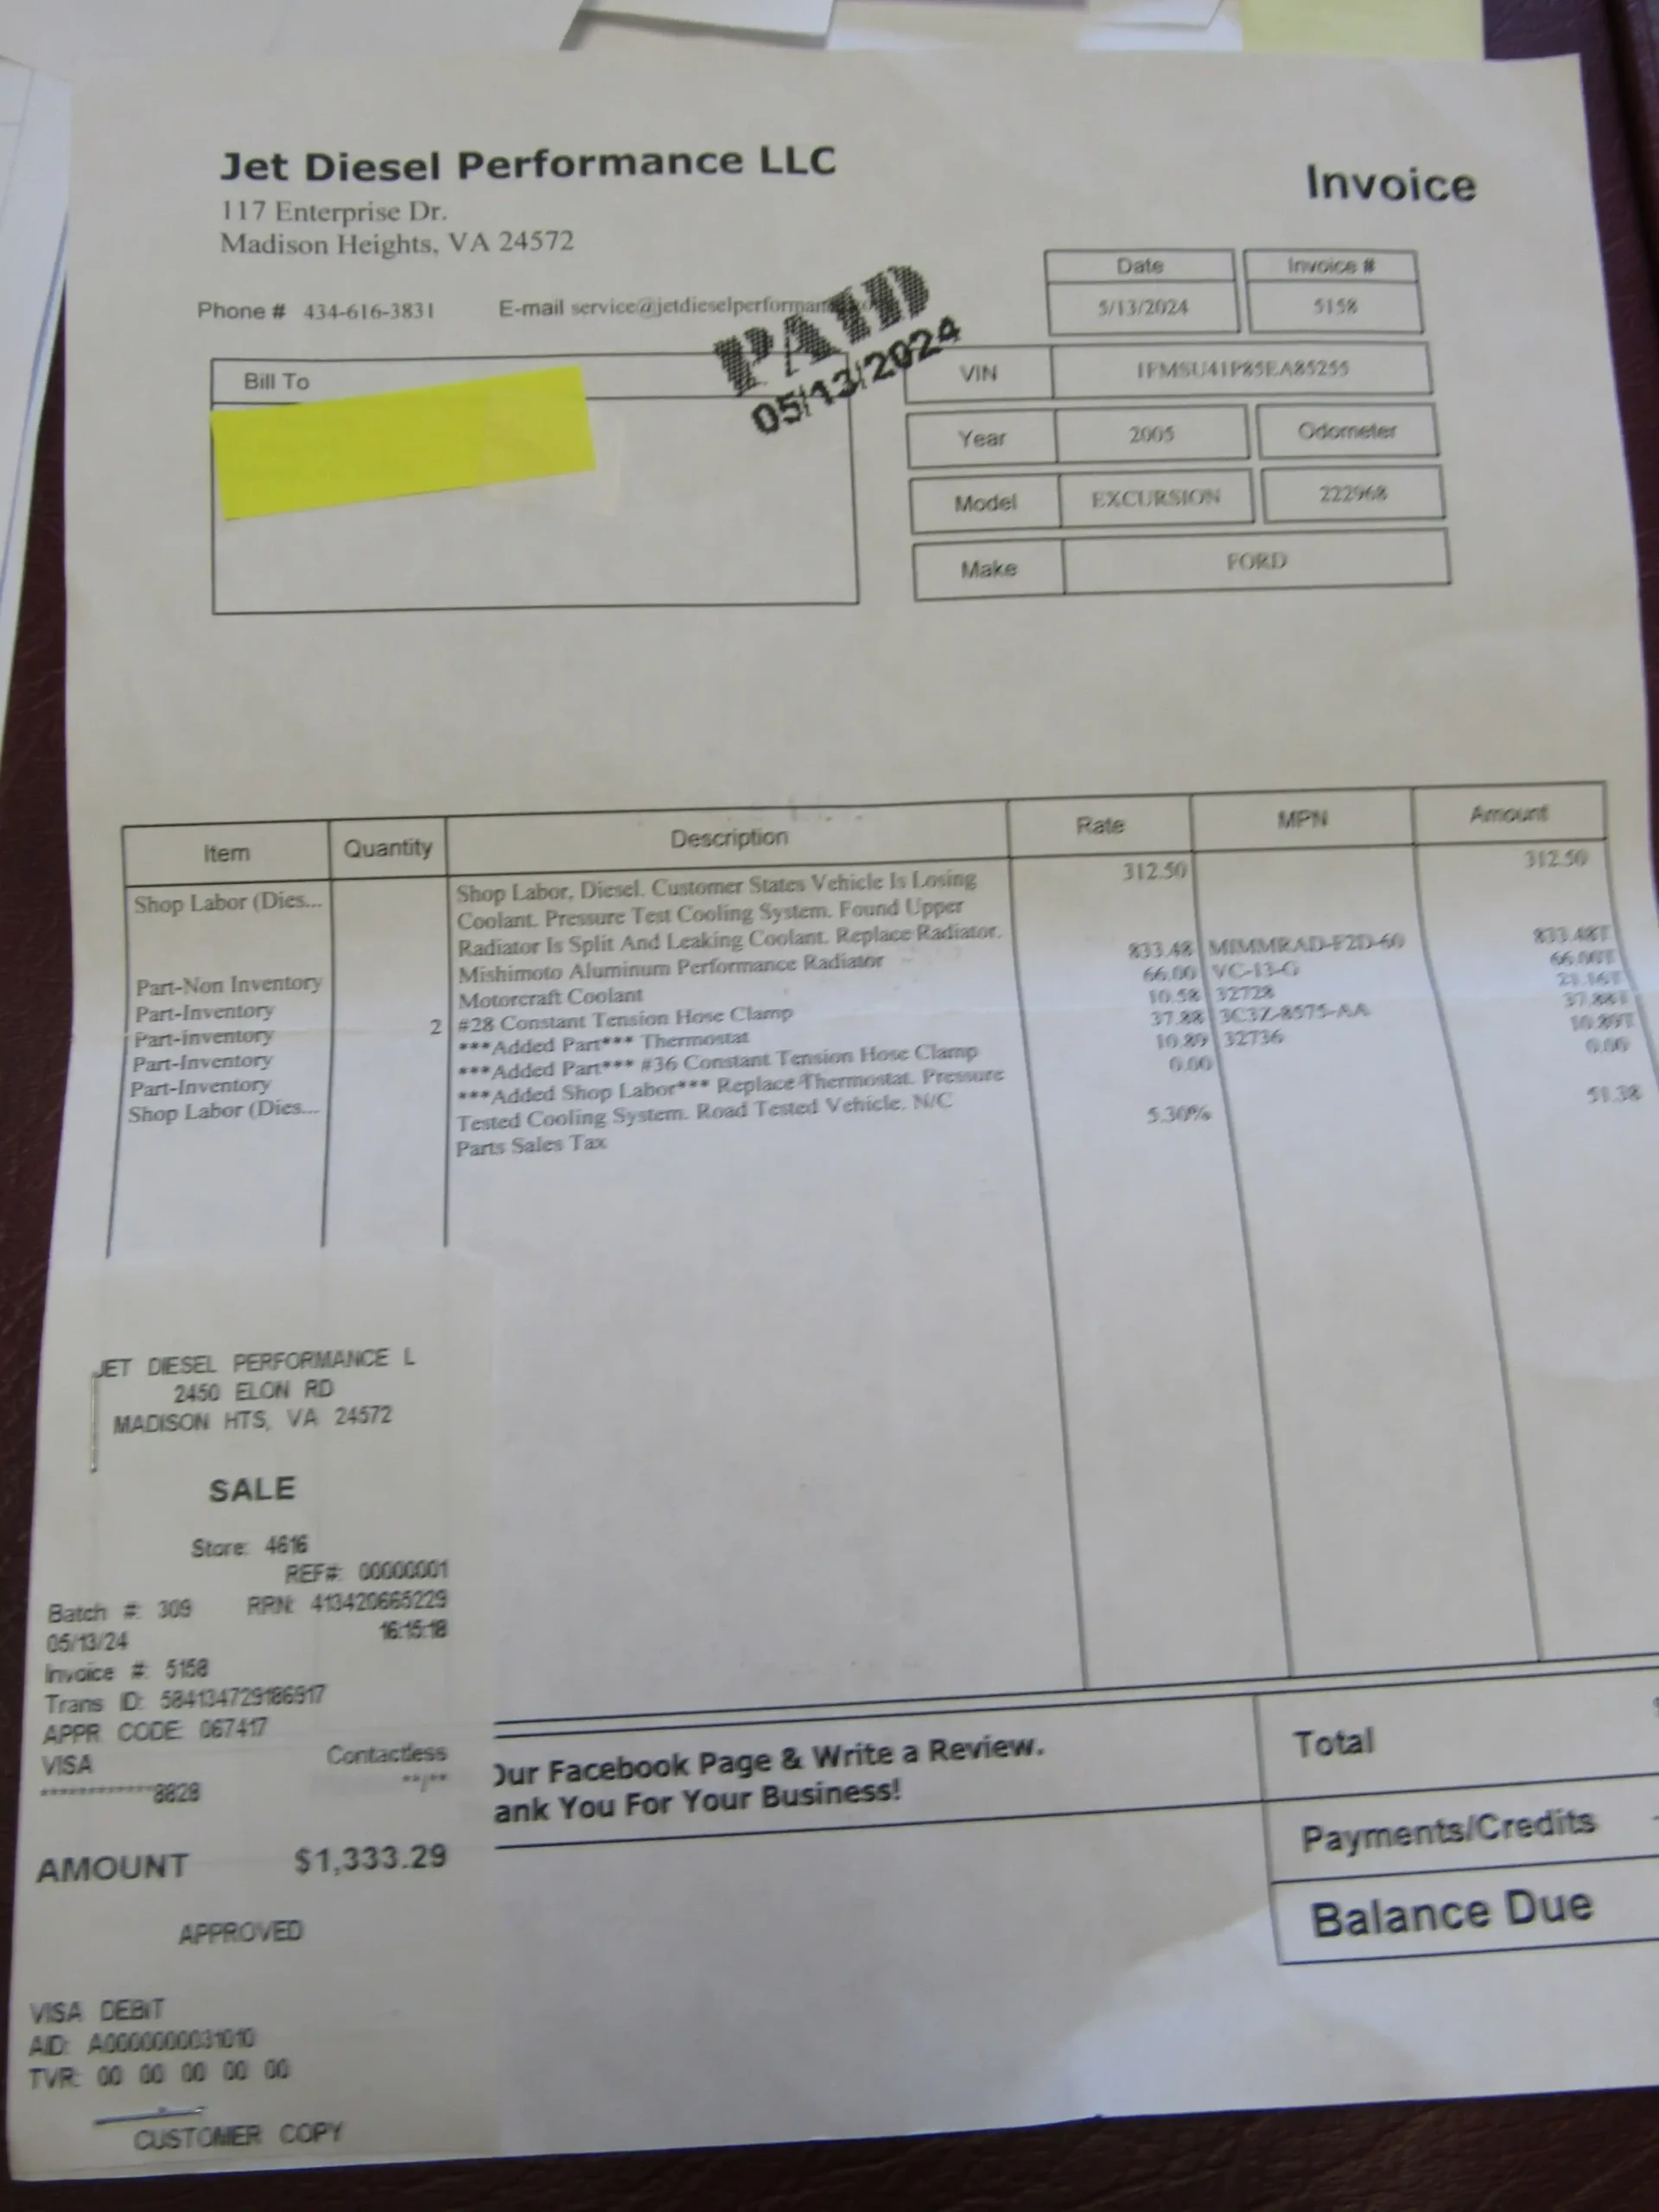 Jet Diesel Performance LLC
117 Enterprise Dr.
Madison Heights, VA 24572
Invoice
Date Invoice #
5/13/2024 5158
Phone # 434-616-3831 E-mail service@jetdieselperforman
PAID
05/13/2024
Bill To
VIN 1FMSU41P85EA85255
Year 2005 Odometer
Model EXCURSION 222968
Make FORD
Item Quantity Description Rate MPN Amount
Shop Labor (Dies... Shop Labor, Diesel. Customer States Vehicle Is Losing 312.50 312.50
Coolant. Pressure Test Cooling System. Found Upper
Radiator Is Split And Leaking Coolant. Replace Radiator.
Part-Non Inventory Mishimoto Aluminum Performance Radiator 833.48 MIMMRAD-F2D-60 833.48T
Part-Inventory Motorcraft Coolant 66.00 VC-13-G 66.00T
Part-Inventory 2 #28 Constant Tension Hose Clamp 10.58 32728 21.16T
Part-Inventory ***Added Part*** Thermostat 37.88 3C3Z-8575-AA 37.88T
Part-Inventory ***Added Part*** #36 Constant Tension Hose Clamp 10.89 32736 10.89T
Shop Labor (Dies... ***Added Shop Labor*** Replace Thermostat. Pressure 0.00 0.00
Tested Cooling System. Road Tested Vehicle. N/C
Parts Sales Tax 5.30% 51.38
JET DIESEL PERFORMANCE L
2450 ELON RD
MADISON HTS, VA 24572
SALE
Store: 4616
REF#: 00000001
Batch #: 309 RRN: 413420665229
05/13/24 16:15:18
Invoice #: 5158
Trans ID: 584134729186917
APPR CODE: 067417
VISA Contactless
************8828 **/**
AMOUNT $1,333.29
APPROVED
VISA DEBIT
AID: A0000000031010
TVR: 00 00 00 00 00
CUSTOMER COPY
Our Facebook Page & Write a Review.
ank You For Your Business!
Total
Payments/Credits
Balance Due